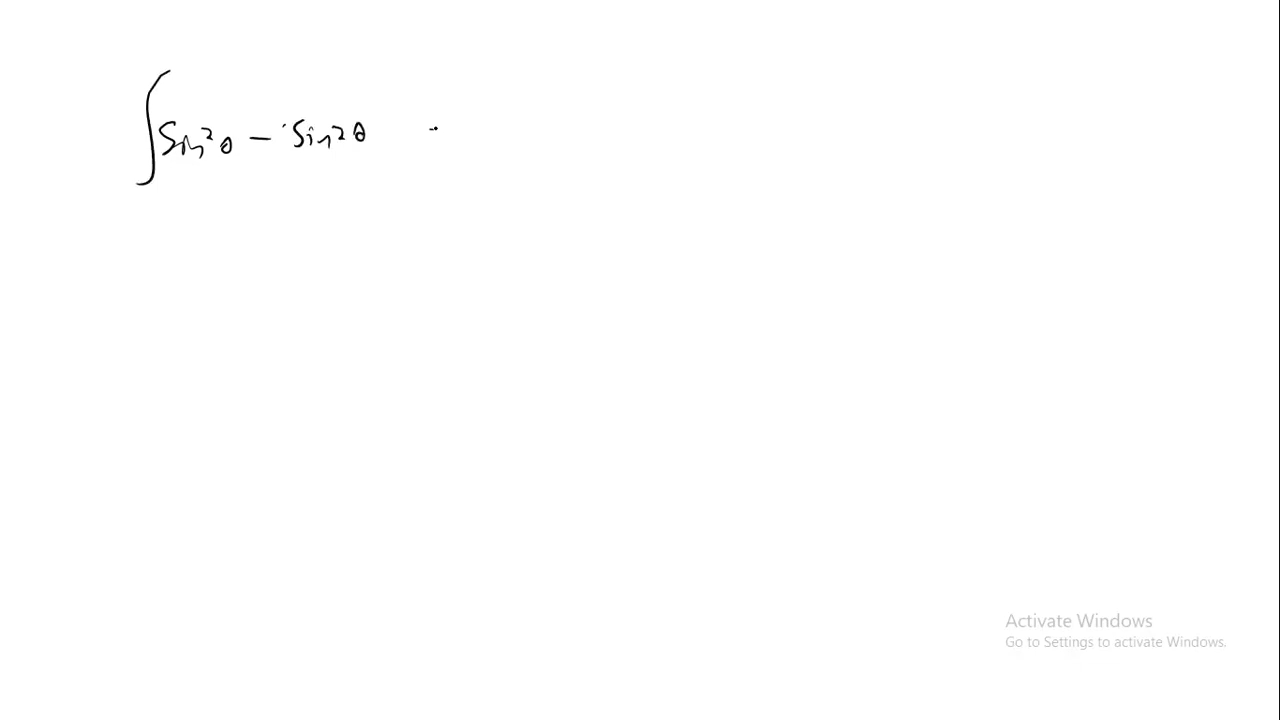 ∫sin²θ − sin2θ
Activate Windows
Go to Settings to activate Windows.